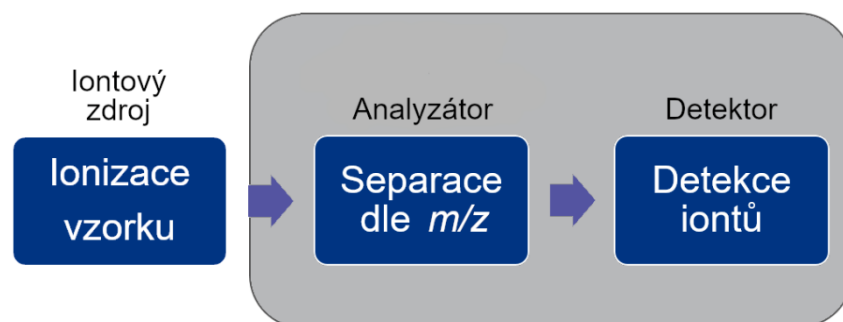 Iontový
zdroj
Ionizace
vzorku
Analyzátor
Separace
dle m/z
Detektor
Detekce
iontů